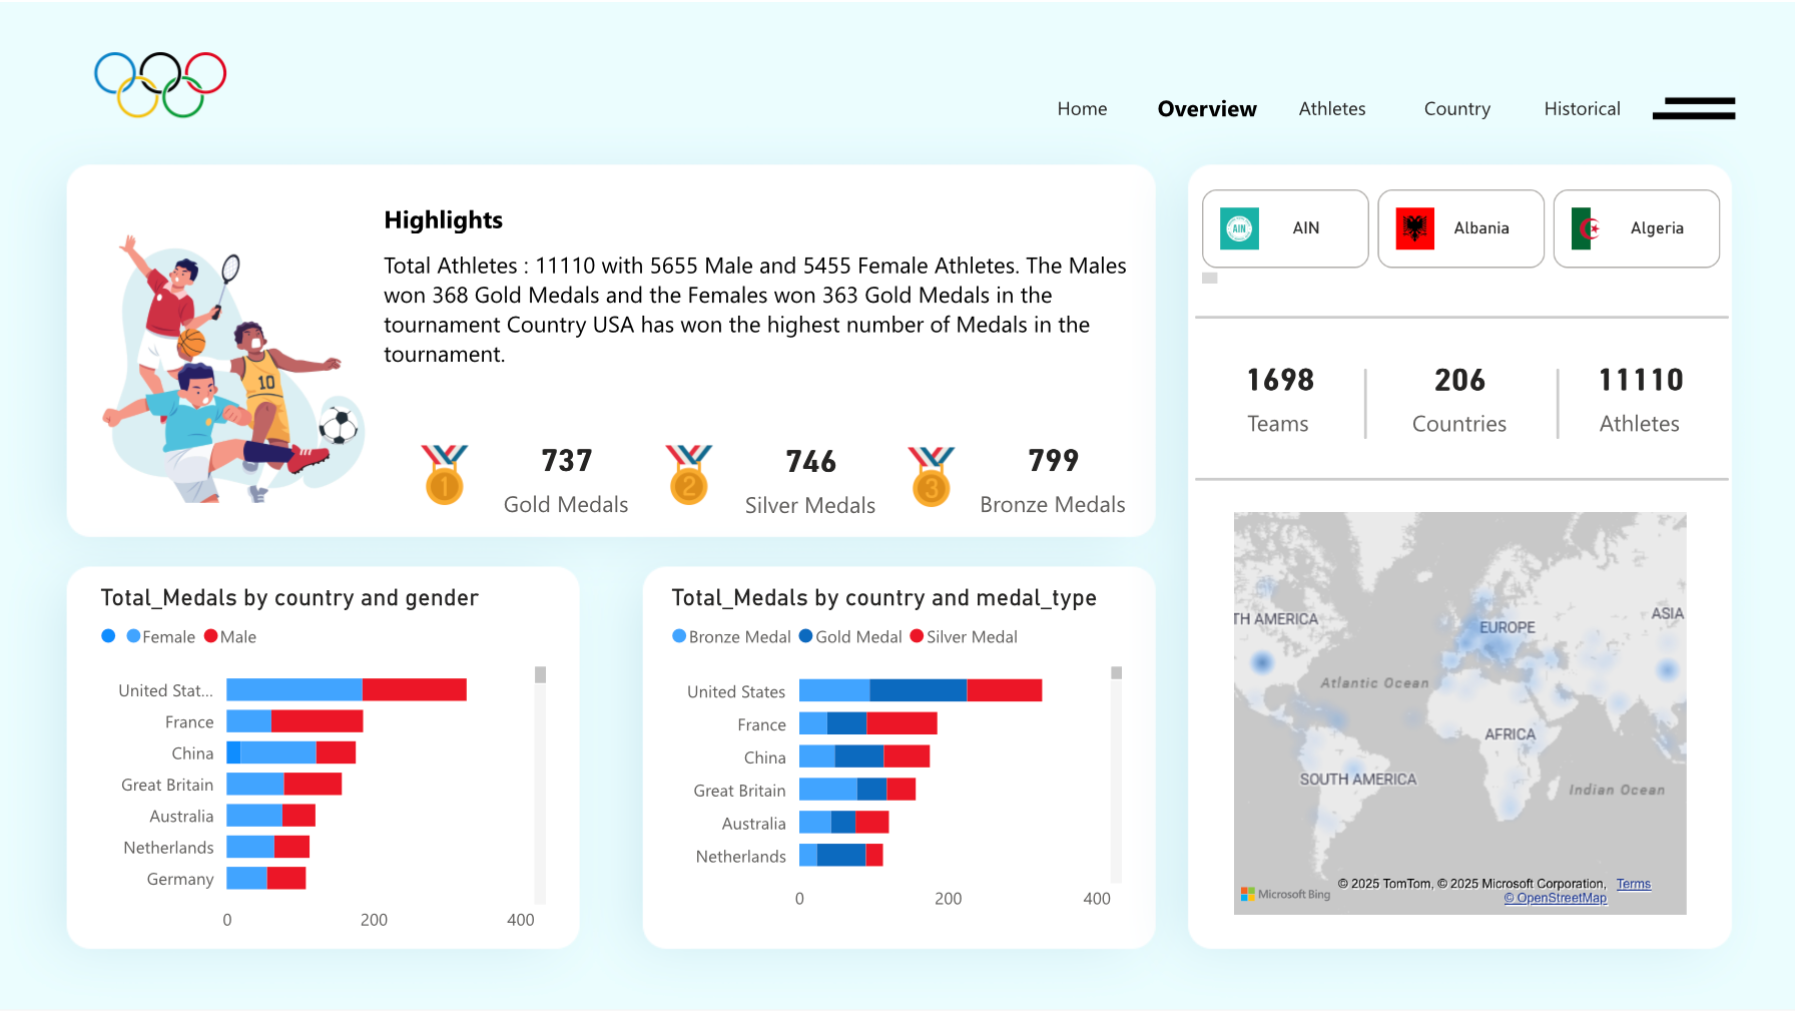 Home Overview Athletes Country Historical
Highlights
Total Athletes : 11110 with 5655 Male and 5455 Female Athletes. The Males
won 368 Gold Medals and the Females won 363 Gold Medals in the
tournament Country USA has won the highest number of Medals in the
tournament.
10
1
737
Gold Medals
2
746
Silver Medals
3
799
Bronze Medals
AIN
AIN
Albania
Algeria
1698
Teams
206
Countries
11110
Athletes
Total_Medals by country and gender
Female Male
United Stat...
France
China
Great Britain
Australia
Netherlands
Germany
0 200 400
Total_Medals by country and medal_type
Bronze Medal Gold Medal Silver Medal
United States
France
China
Great Britain
Australia
Netherlands
0 200 400
TH AMERICA
EUROPE
ASIA
Atlantic Ocean
AFRICA
SOUTH AMERICA
Indian Ocean
Microsoft Bing
© 2025 TomTom, © 2025 Microsoft Corporation, Terms
© OpenStreetMap